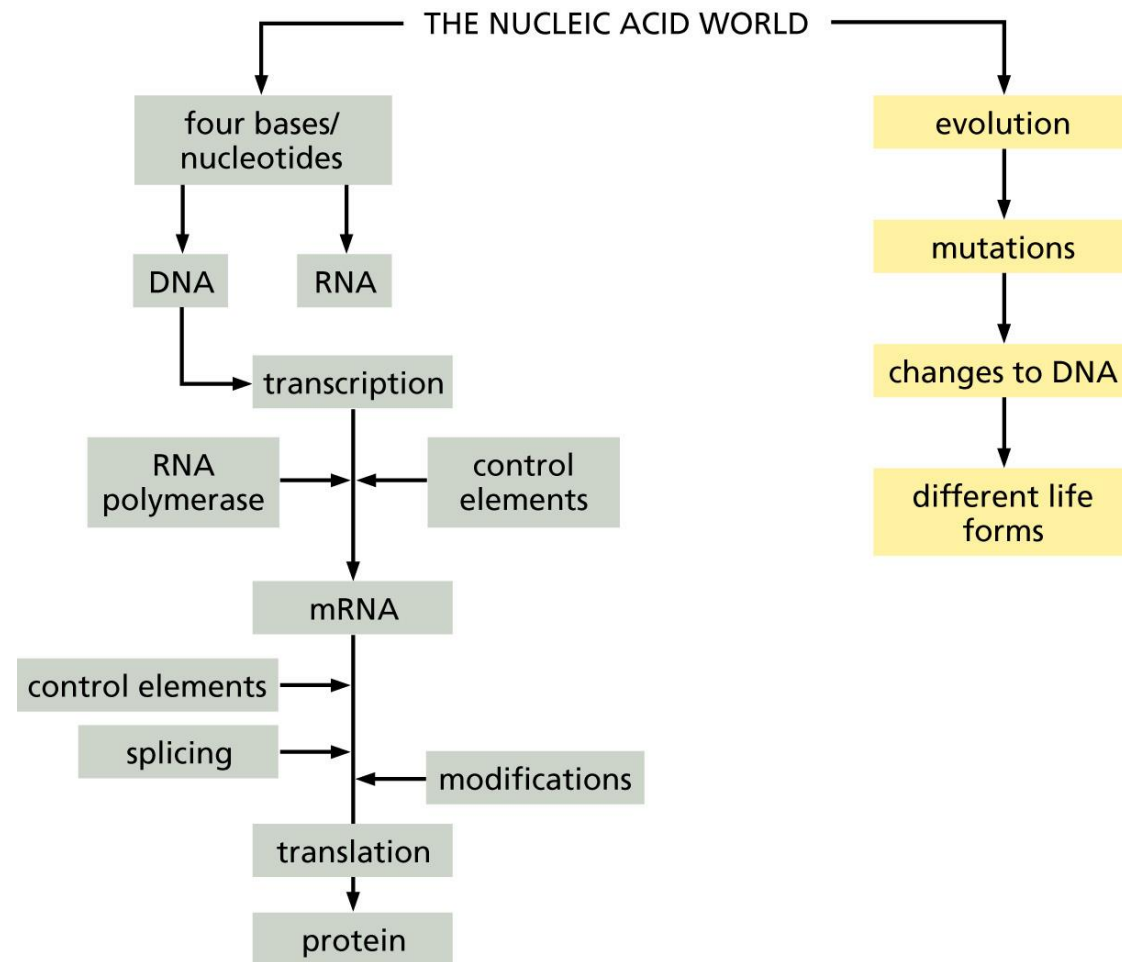 THE NUCLEIC ACID WORLD
four bases/
nucleotides
DNA
RNA
transcription
RNA
polymerase
control
elements
mRNA
control elements
splicing
modifications
translation
protein
evolution
mutations
changes to DNA
different life
forms